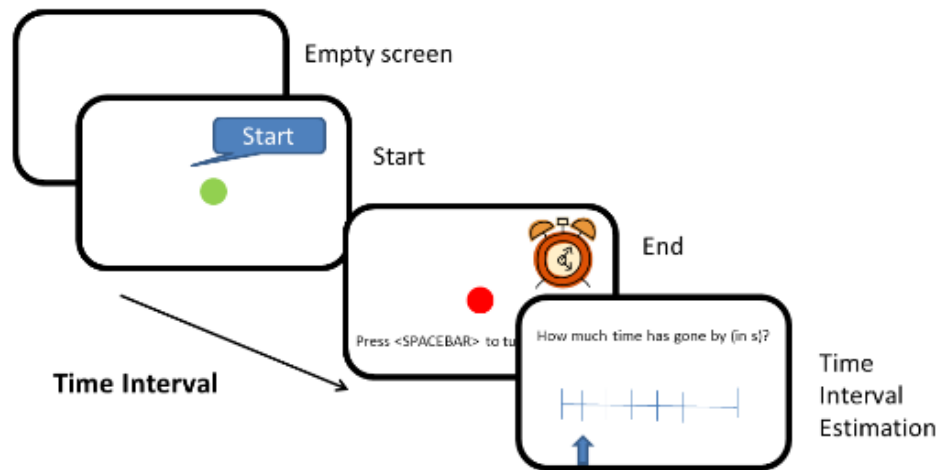 Empty screen
Start
Start
End
Press <SPACEBAR> to
How much time has gone by (in s)?
Time Interval
Time
Interval
Estimation